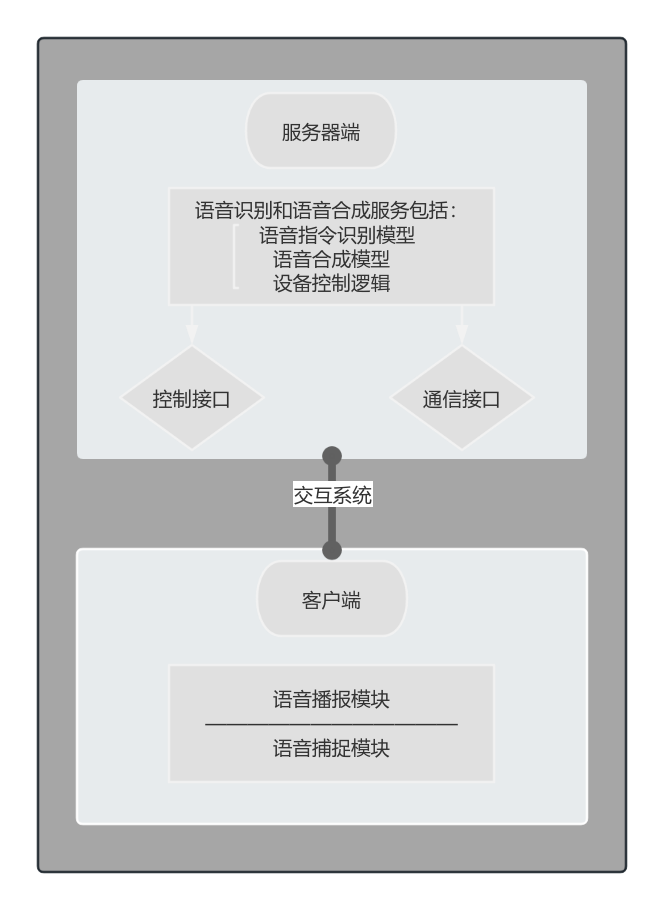 服务器端
语音识别和语音合成服务包括：
语音指令识别模型
语音合成模型
设备控制逻辑
控制接口
通信接口
交互系统
客户端
语音播报模块
语音捕捉模块